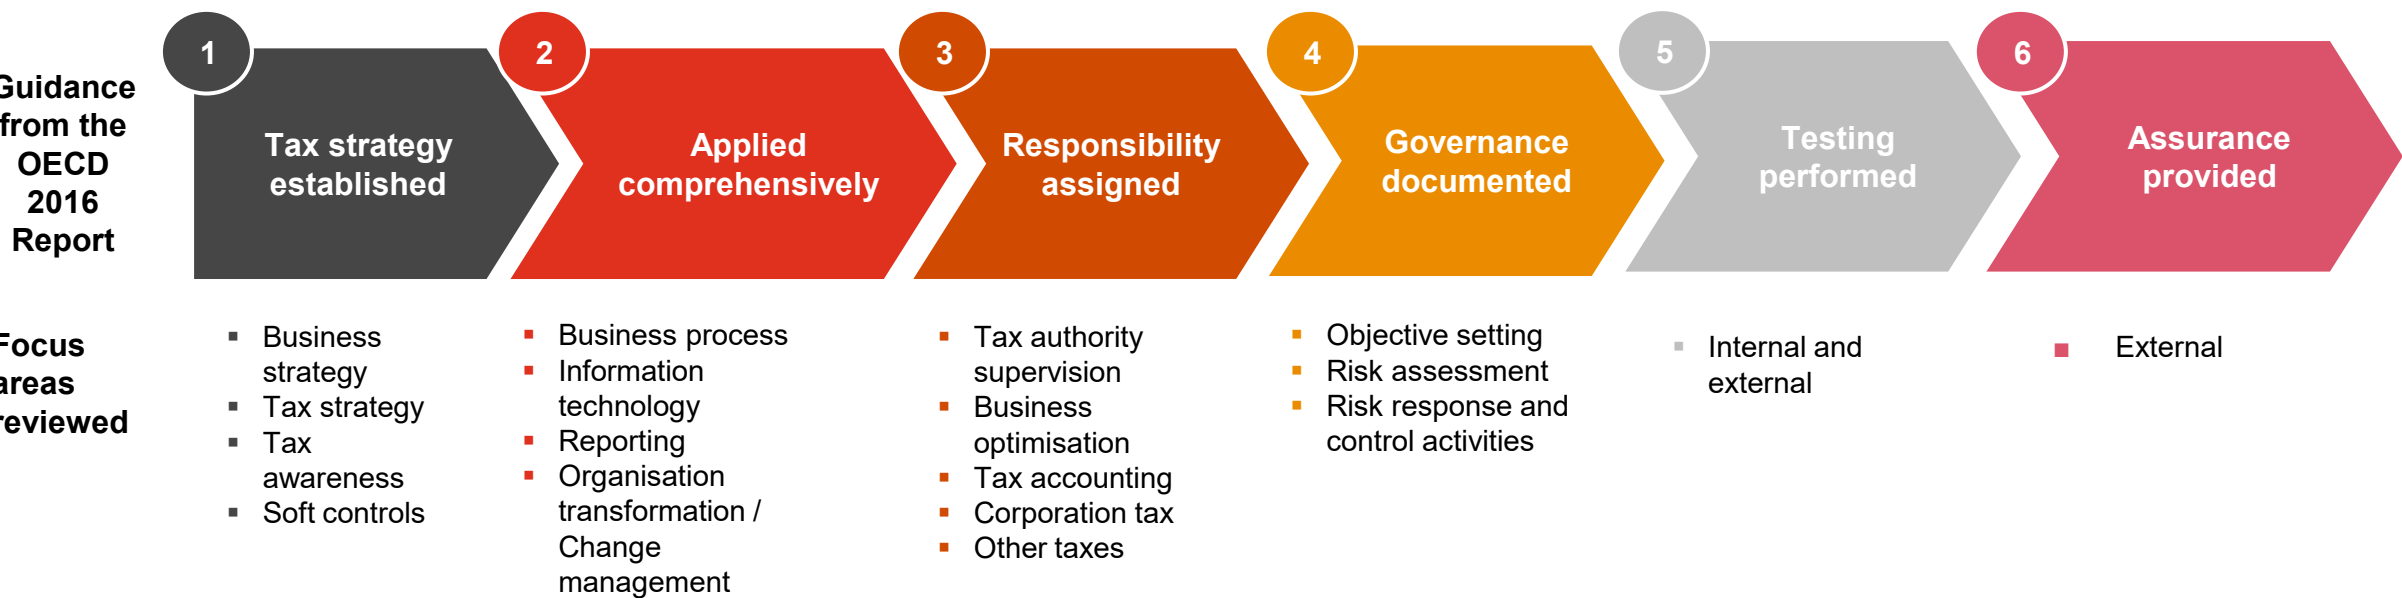 1
2
3
4
5
6
Guidance
from the
OECD
2016
Report
Tax strategy
established
Applied
comprehensively
Responsibility
assigned
Governance
documented
Testing
performed
Assurance
provided
Focus
areas
reviewed
▪ Business
strategy
▪ Tax strategy
▪ Tax
awareness
▪ Soft controls
▪ Business process
▪ Information
technology
▪ Reporting
▪ Organisation
transformation /
Change
management
▪ Tax authority
supervision
▪ Business
optimisation
▪ Tax accounting
▪ Corporation tax
▪ Other taxes
▪ Objective setting
▪ Risk assessment
▪ Risk response and
control activities
▪ Internal and
external
▪ External